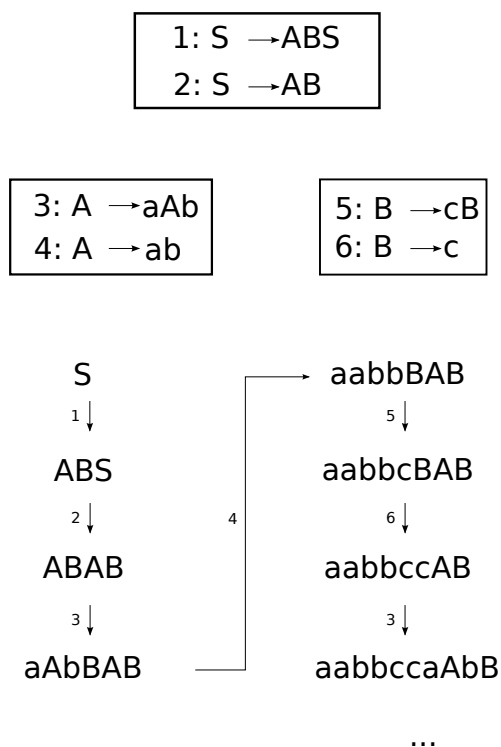 1: S →ABS
2: S →AB
3: A →aAb
4: A →ab
5: B →cB
6: B →c
S
1
ABS
2
ABAB
3
aAbBAB
4
aabbBAB
5
aabbcBAB
6
aabbccAB
3
aabbccaAbB
...